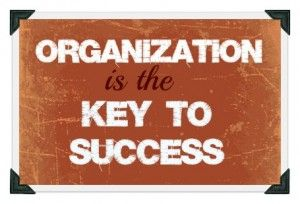 ORGANIZATION
is the
KEY TO
SUCCESS